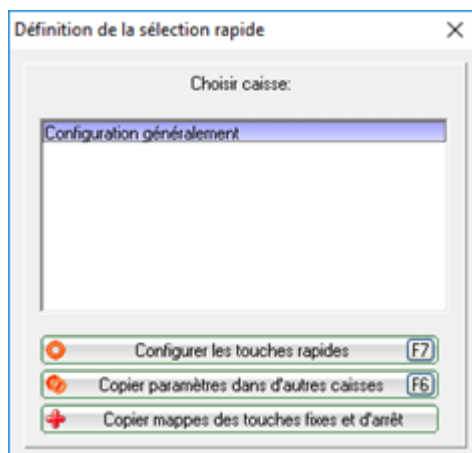 Définition de la sélection rapide
Choisir caisse:
Configuration généralement
Configurer les touches rapides F7
Copier paramètres dans d'autres caisses F6
Copier mappes des touches fixes et d'arrêt